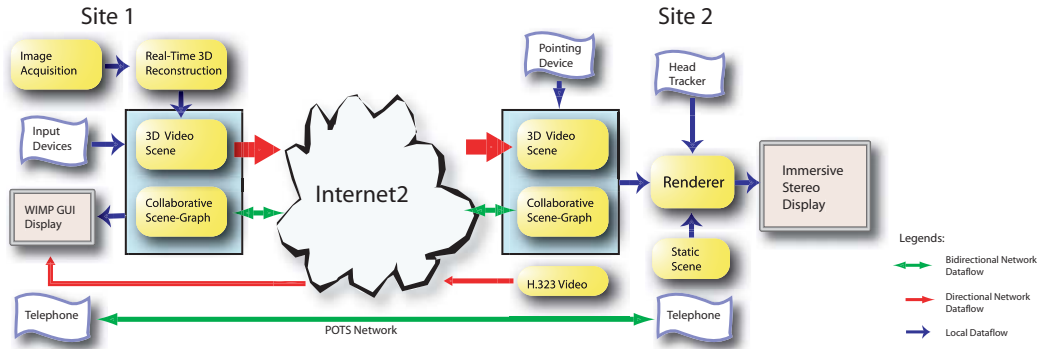 Site 1
Site 2
Image
Acquisition
Real-Time 3D
Reconstruction
Pointing
Device
Head
Tracker
Input
Devices
3D Video
Scene
3D Video
Scene
Internet2
Renderer
Immersive
Stereo
Display
WIMP GUI
Display
Collaborative
Scene-Graph
Collaborative
Scene-Graph
Static
Scene
Legends:
Bidirectional Network
Dataflow
Directional Network
Dataflow
Local Dataflow
H.323 Video
Telephone
POTS Network
Telephone